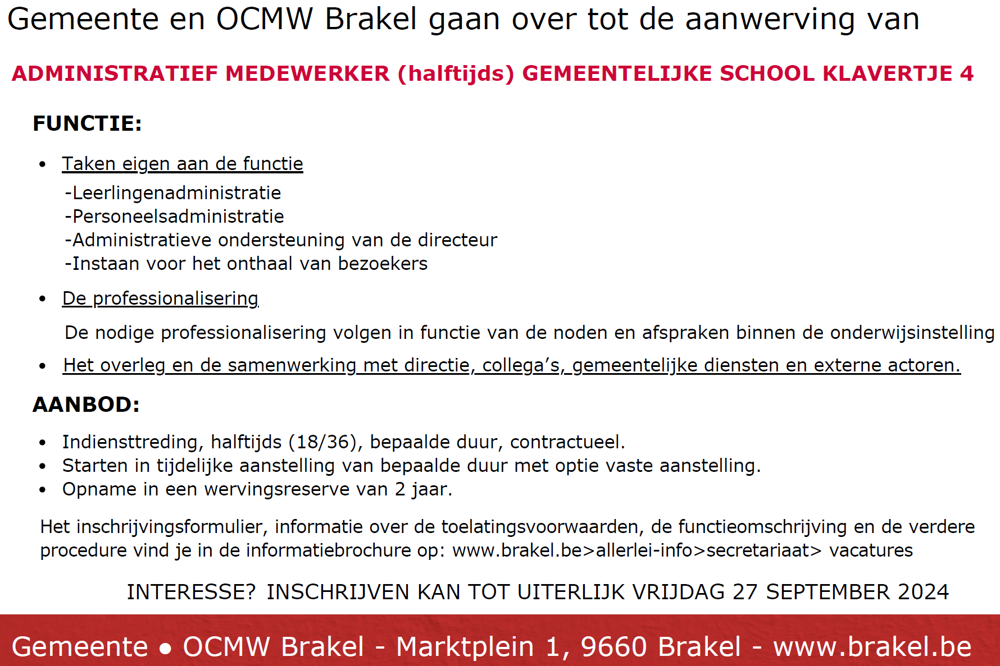 Gemeente en OCMW Brakel gaan over tot de aanwerving van
ADMINISTRATIEF MEDEWERKER (halftijds) GEMEENTELIJKE SCHOOL KLAVERTJE 4
FUNCTIE:
• Taken eigen aan de functie
-Leerlingenadministratie
-Personeelsadministratie
-Administratieve ondersteuning van de directeur
-Instaan voor het onthaal van bezoekers
• De professionalisering
De nodige professionalisering volgen in functie van de noden en afspraken binnen de onderwijsinstelling
• Het overleg en de samenwerking met directie, collega’s, gemeentelijke diensten en externe actoren.
AANBOD:
• Indiensttreding, halftijds (18/36), bepaalde duur, contractueel.
• Starten in tijdelijke aanstelling van bepaalde duur met optie vaste aanstelling.
• Opname in een wervingsreserve van 2 jaar.
Het inschrijvingsformulier, informatie over de toelatingsvoorwaarden, de functieomschrijving en de verdere
procedure vind je in de informatiebrochure op: www.brakel.be>allerlei-info>secretariaat> vacatures
INTERESSE? INSCHRIJVEN KAN TOT UITERLIJK VRIJDAG 27 SEPTEMBER 2024
Gemeente ● OCMW Brakel - Marktplein 1, 9660 Brakel - www.brakel.be